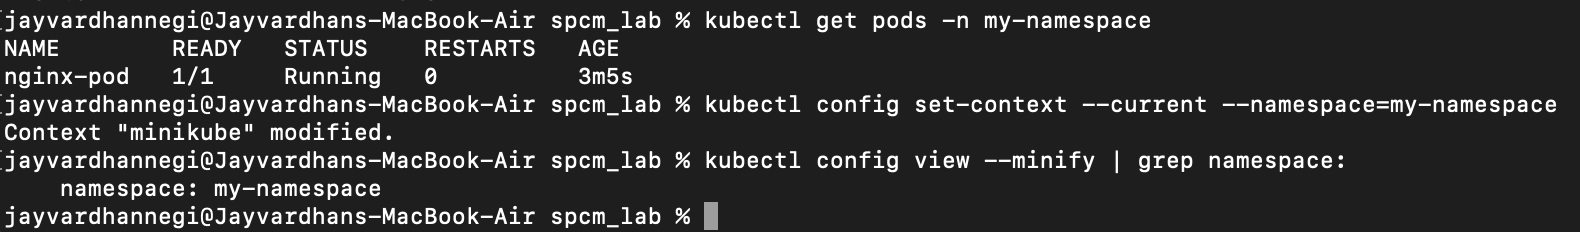 jayvardhannegi@Jayvardhans-MacBook-Air spcm_lab % kubectl get pods -n my-namespace
NAME        READY   STATUS    RESTARTS   AGE
nginx-pod   1/1     Running   0          3m5s
jayvardhannegi@Jayvardhans-MacBook-Air spcm_lab % kubectl config set-context --current --namespace=my-namespace
Context "minikube" modified.
jayvardhannegi@Jayvardhans-MacBook-Air spcm_lab % kubectl config view --minify | grep namespace:
    namespace: my-namespace
jayvardhannegi@Jayvardhans-MacBook-Air spcm_lab %